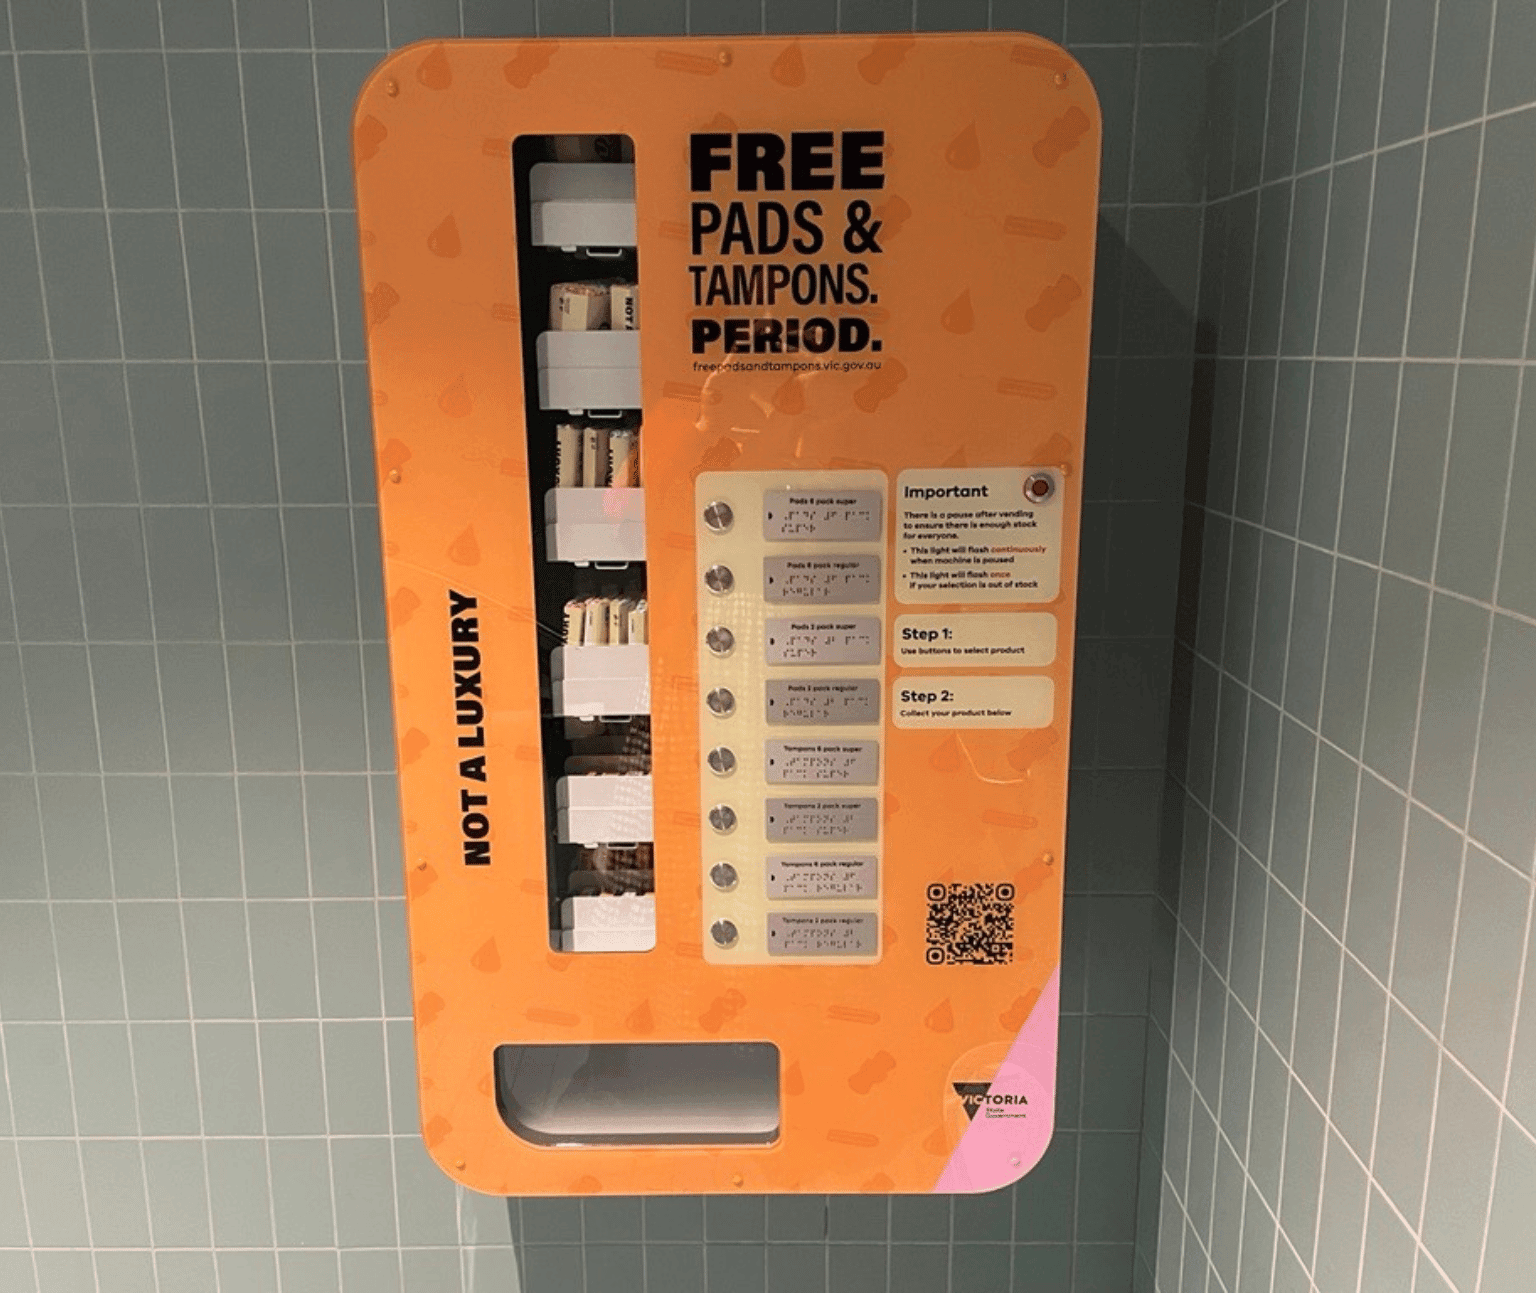 FREE
PADS &
TAMPONS.
PERIOD.
freepadsandtampons.vic.gov.au
NOT A LUXURY
Pads 6 pack super
Pads 6 pack regular
Pads 2 pack super
Pads 2 pack regular
Tampons 6 pack super
Tampons 2 pack super
Tampons 6 pack regular
Tampons 2 pack regular
Important
There is a pause after vending
to ensure there is enough stock
for everyone.
• This light will flash continuously
when machine is paused
• This light will flash once
if your selection is out of stock
Step 1:
Use buttons to select product
Step 2:
Collect your product below
VICTORIA
State
Government